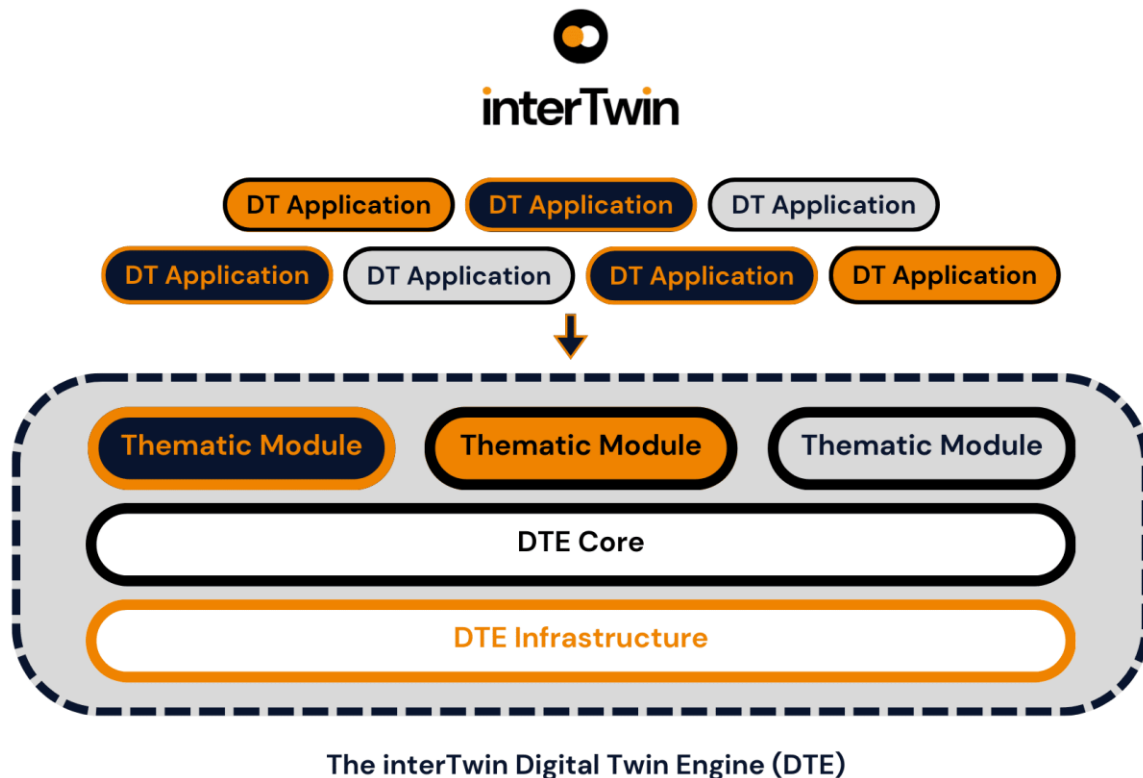 interTwin
DT Application DT Application DT Application
DT Application DT Application DT Application DT Application
Thematic Module Thematic Module Thematic Module
DTE Core
DTE Infrastructure
The interTwin Digital Twin Engine (DTE)